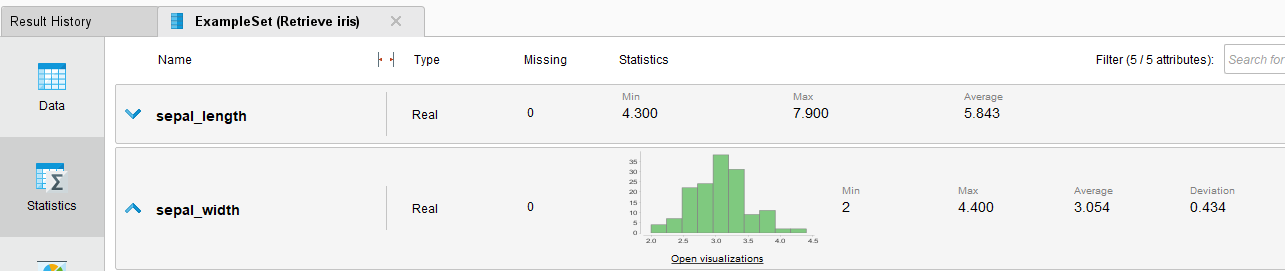 Result History
ExampleSet (Retrieve iris)
Name Type Missing Statistics Filter (5 / 5 attributes): Search for
Data
sepal_length Real 0 Min 4.300 Max 7.900 Average 5.843
Statistics
sepal_width Real 0
35
30
25
20
15
10
5
0
2.0 2.5 3.0 3.5 4.0 4.5
Open visualizations
Min 2 Max 4.400 Average 3.054 Deviation 0.434